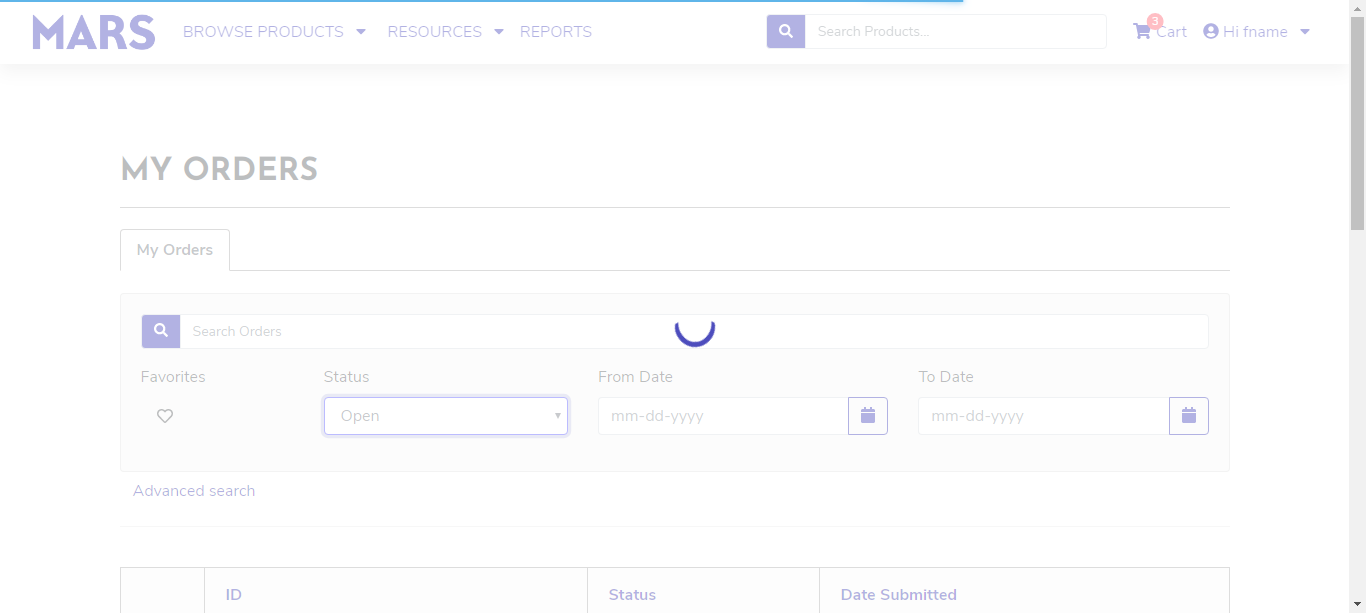 MARS BROWSE PRODUCTS RESOURCES REPORTS Search Products... 3 Cart Hi fname
MY ORDERS
My Orders
Search Orders
Favorites Status From Date To Date
Open mm-dd-yyyy mm-dd-yyyy
Advanced search
ID Status Date Submitted